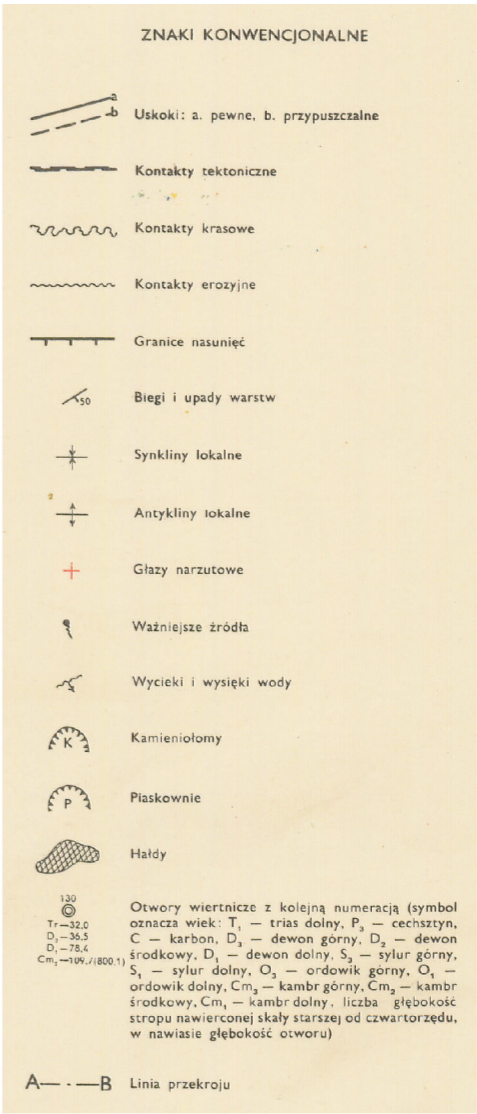 ZNAKI KONWENCJONALNE
a
b
Uskoki: a. pewne, b. przypuszczalne
Kontakty tektoniczne
Kontakty krasowe
Kontakty erozyjne
Granice nasunięć
50
Biegi i upady warstw
Synkliny lokalne
Antykliny lokalne
Głazy narzutowe
Ważniejsze źródła
Wycieki i wysięki wody
K
Kamieniołomy
P
Piaskownie
Hałdy
130
Tr—32,0
D₂—36,5
D₁—78,4
(800,1)
Otwory wiertnicze z kolejną numeracją (symbol
oznacza wiek: T₁ — trias dolny, P₃ — cechsztyn,
C — karbon, D₃ — dewon górny, D₂ — dewon
środkowy, D₁ — dewon dolny, S₃ — sylur górny,
S₁ — sylur dolny, O₃ — ordowik górny, O₁ —
ordowik dolny, Cm₃ — kambr górny, Cm₂ — kambr
środkowy, Cm₁ — kambr dolny, liczba głębokość
stropu nawierconej skały starszej od czwartorzędu,
w nawiasie głębokość otworu)
A—·—B
Linia przekroju